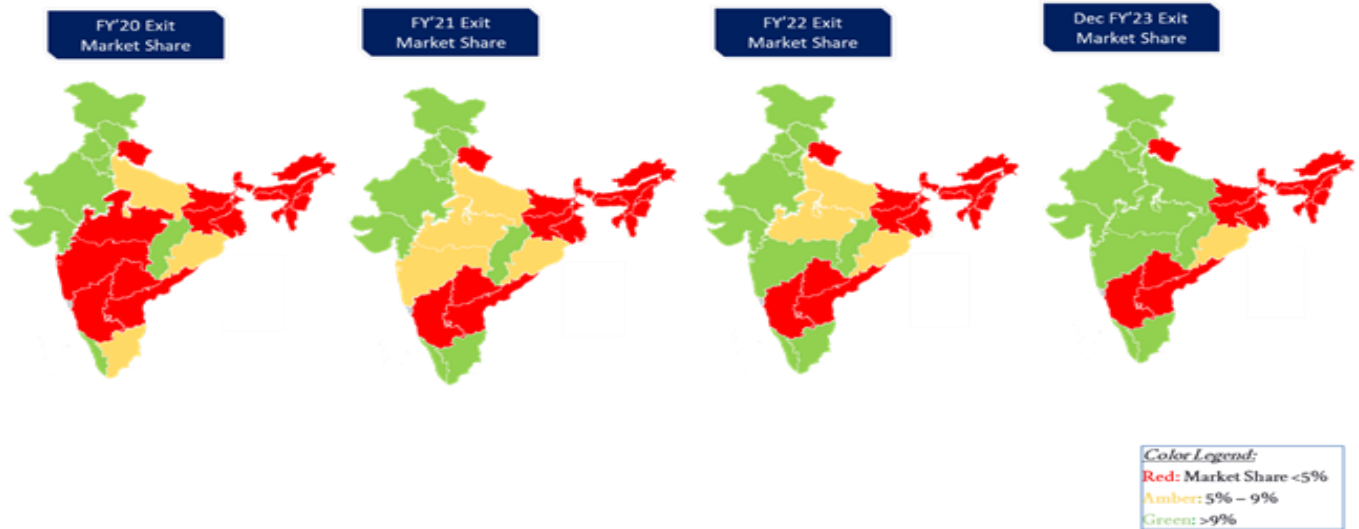 FY'20 Exit
Market Share
FY'21 Exit
Market Share
FY'22 Exit
Market Share
Dec FY'23 Exit
Market Share
Color Legend:
Red: Market Share <5%
Amber: 5% – 9%
Green: >9%